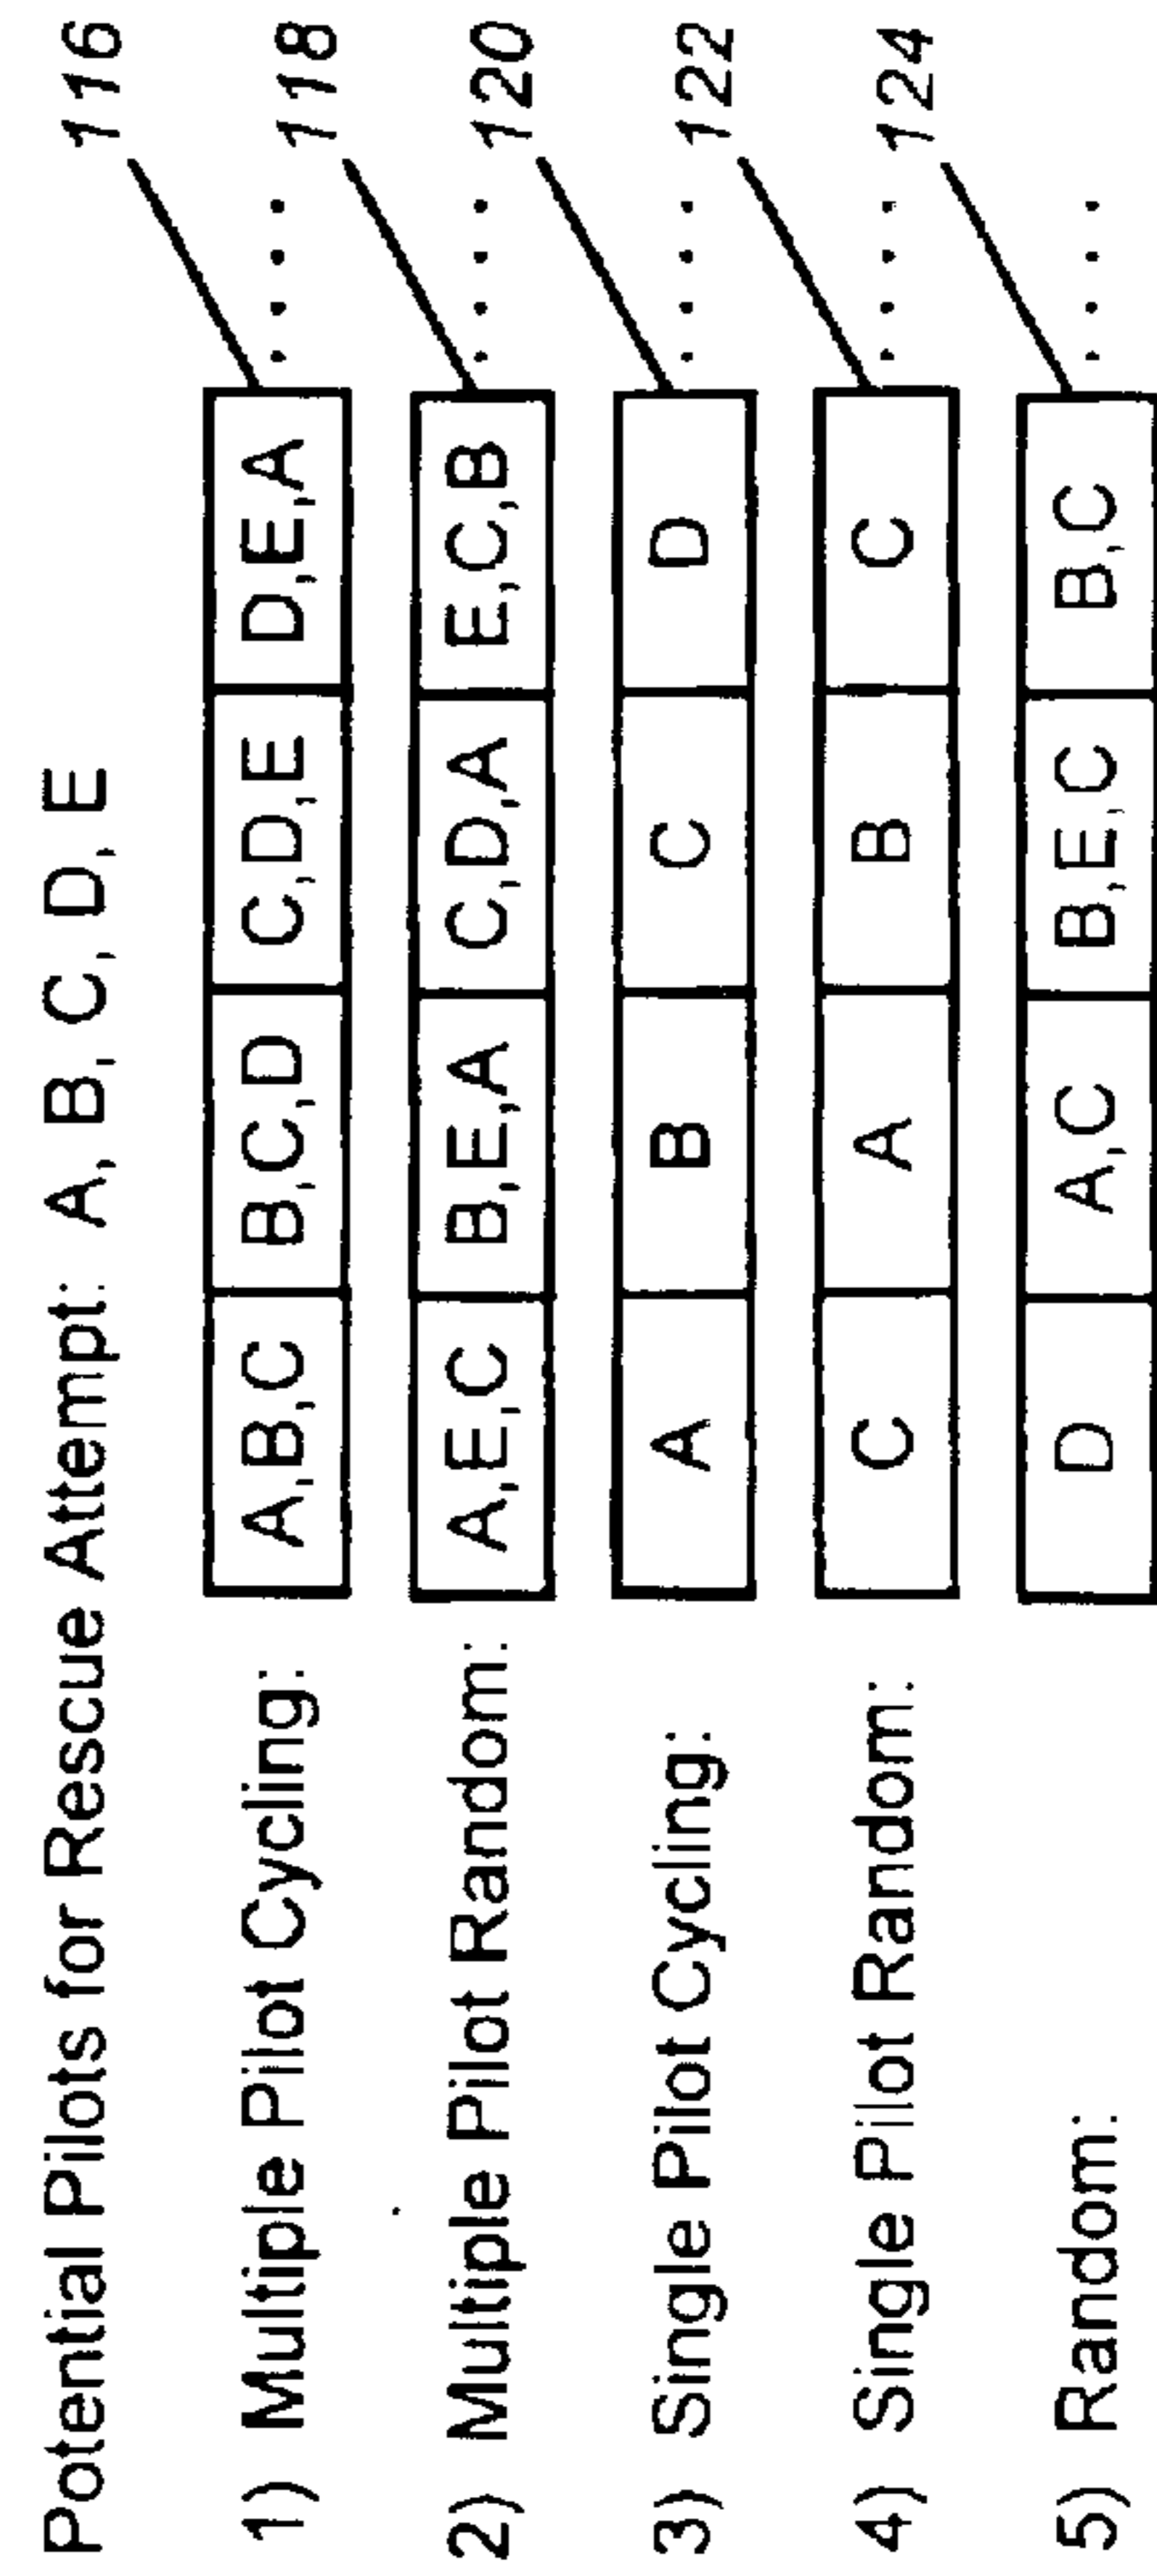 Potential Pilots for Rescue Attempt: A, B, C, D, E
116
1) Multiple Pilot Cycling: A,B,C B,C,D C,D,E D,E,A ....
118
2) Multiple Pilot Random: A,E,C B,E,A C,D,A E,C,B ....
120
3) Single Pilot Cycling: A B C D ....
122
4) Single Pilot Random: C A B C ....
124
5) Random: D A,C B,E,C B,C ....